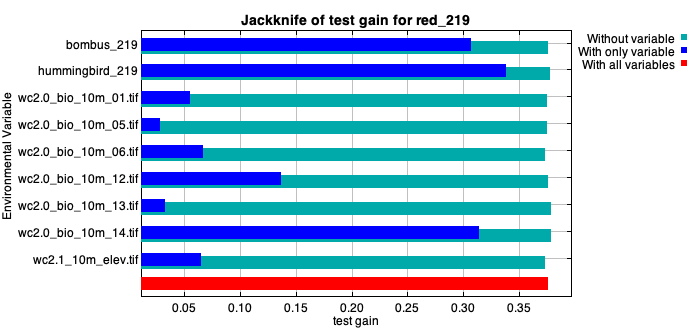 Jackknife of test gain for red_219
Without variable
With only variable
With all variables
Environmental Variable
bombus_219
hummingbird_219
wc2.0_bio_10m_01.tif
wc2.0_bio_10m_05.tif
wc2.0_bio_10m_06.tif
wc2.0_bio_10m_12.tif
wc2.0_bio_10m_13.tif
wc2.0_bio_10m_14.tif
wc2.1_10m_elev.tif
0.05 0.10 0.15 0.20 0.25 0.30 0.35
test gain